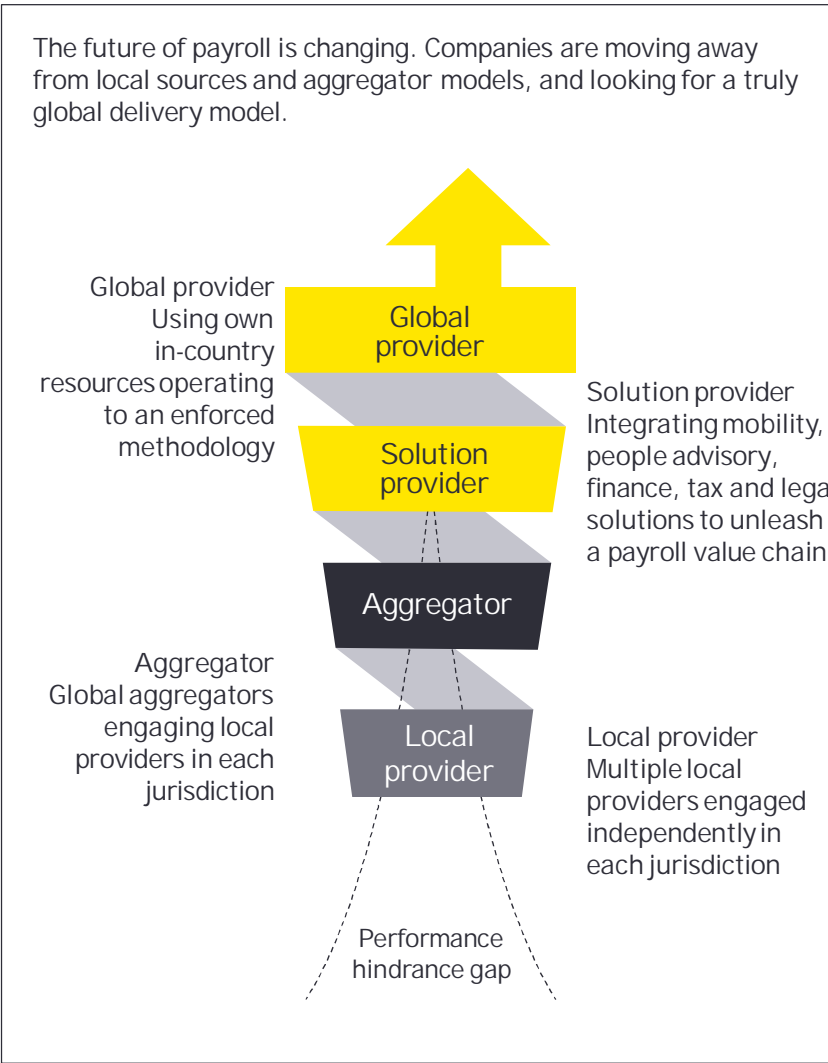 The future of payroll is changing. Companies are moving away
from local sources and aggregator models, and looking for a truly
global delivery model.
Global provider
Using own
in-country
resources operating
to an enforced
methodology
Global
provider
Solution provider
Integrating mobility,
people advisory,
finance, tax and lega
solutions to unleash
a payroll value chain
Solution
provider
Aggregator
Aggregator
Global aggregators
engaging local
providers in each
jurisdiction
Local
provider
Local provider
Multiple local
providers engaged
independently in
each jurisdiction
Performance
hindrance gap